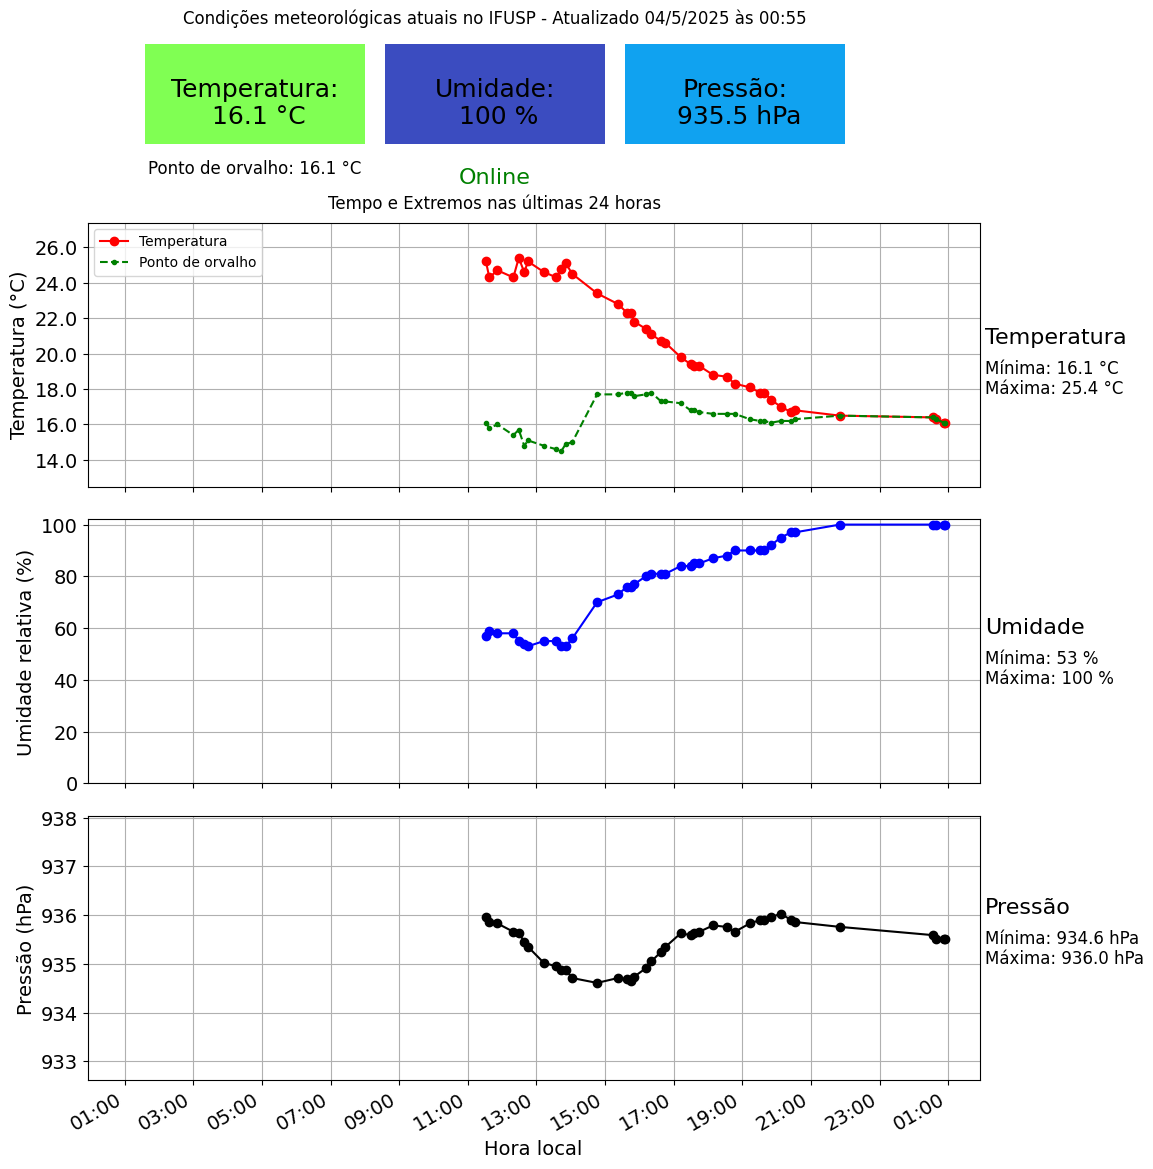 Condições meteorológicas atuais no IFUSP - Atualizado 04/5/2025 às 00:55
Temperatura:
16.1 °C
Umidade:
100 %
Pressão:
935.5 hPa
Ponto de orvalho: 16.1 °C
Online
Tempo e Extremos nas últimas 24 horas
Temperatura (°C)
26.0
24.0
22.0
20.0
18.0
16.0
14.0
Temperatura
Ponto de orvalho
Temperatura
Mínima: 16.1 °C
Máxima: 25.4 °C
Umidade relativa (%)
100
80
60
40
20
0
Umidade
Mínima: 53 %
Máxima: 100 %
Pressão (hPa)
938
937
936
935
934
933
Pressão
Mínima: 934.6 hPa
Máxima: 936.0 hPa
01:00
03:00
05:00
07:00
09:00
11:00
13:00
15:00
17:00
19:00
21:00
23:00
01:00
Hora local